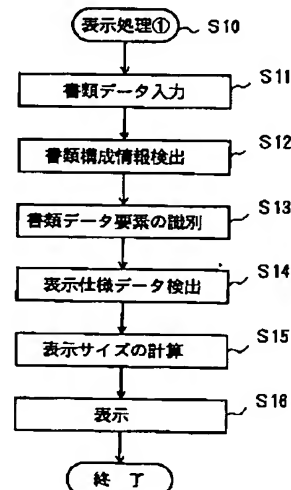 表示処理① S10
S11
書類データ入力
S12
書類構成情報検出
S13
書類データ要素の識別
S14
表示仕様データ検出
S15
表示サイズの計算
S16
表示
終 了